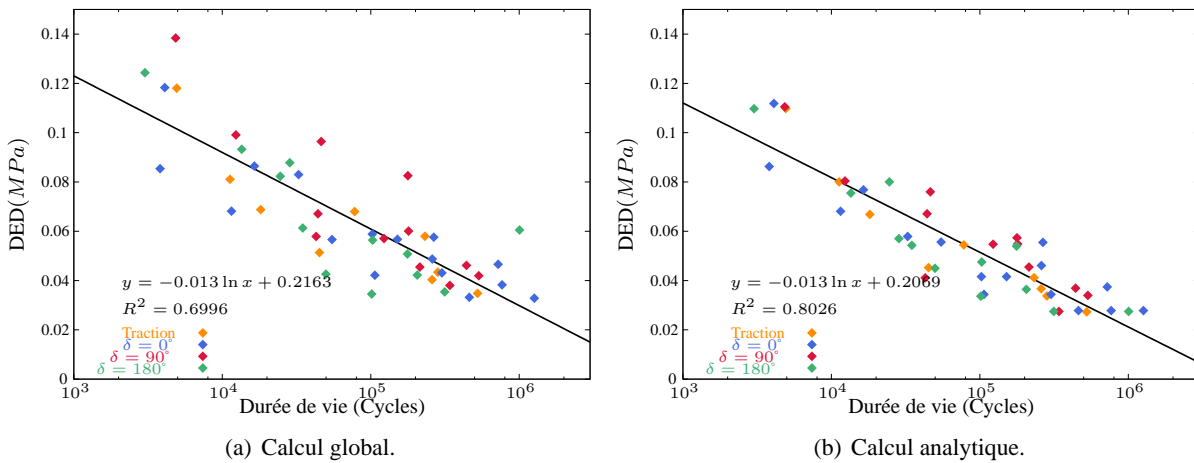 0.14
0.12
0.1
0.08
0.06
0.04
0.02
0
DED(MPa)
y = −0.013 ln x + 0.2163
R² = 0.6996
Traction
δ = 0°
δ = 90°
δ = 180°
10³ 10⁴ 10⁵ 10⁶
Durée de vie (Cycles)
(a) Calcul global.
0.14
0.12
0.1
0.08
0.06
0.04
0.02
0
DED(MPa)
y = −0.013 ln x + 0.2069
R² = 0.8026
Traction
δ = 0°
δ = 90°
δ = 180°
10³ 10⁴ 10⁵ 10⁶
Durée de vie (Cycles)
(b) Calcul analytique.